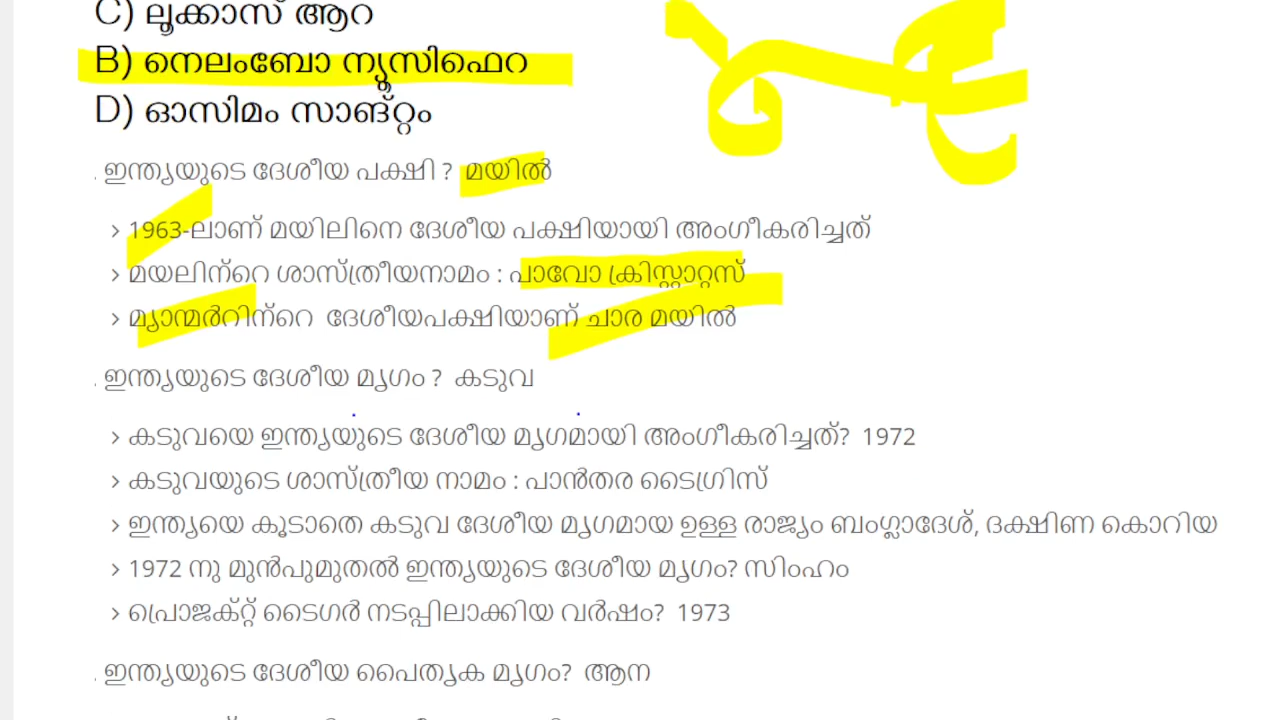 C) ലൂക്കാസ് ആറ
B) നെലംബോ ന്യൂസിഫെറ
D) ഓസിമം സാങ്റ്റം
. ഇന്ത്യയുടെ ദേശീയ പക്ഷി ? മയിൽ
› 1963-ലാണ് മയിലിനെ ദേശീയ പക്ഷിയായി അംഗീകരിച്ചത്
› മയലിന്റെ ശാസ്ത്രീയനാമം : പാവോ ക്രിസ്റ്റാറ്റസ്
› മ്യാന്മർറിന്റെ ദേശീയപക്ഷിയാണ് ചാര മയിൽ
. ഇന്ത്യയുടെ ദേശീയ മൃഗം ? കടുവ
› കടുവയെ ഇന്ത്യയുടെ ദേശീയ മൃഗമായി അംഗീകരിച്ചത്? 1972
› കടുവയുടെ ശാസ്ത്രീയ നാമം : പാൻതര ടൈഗ്രിസ്
› ഇന്ത്യയെ കൂടാതെ കടുവ ദേശീയ മൃഗമായ ഉള്ള രാജ്യം ബംഗ്ലാദേശ്, ദക്ഷിണ കൊറിയ
› 1972 നു മുൻപുമുതൽ ഇന്ത്യയുടെ ദേശീയ മൃഗം? സിംഹം
› പ്രൊജക്റ്റ് ടൈഗർ നടപ്പിലാക്കിയ വർഷം? 1973
. ഇന്ത്യയുടെ ദേശീയ പൈതൃക മൃഗം? ആന